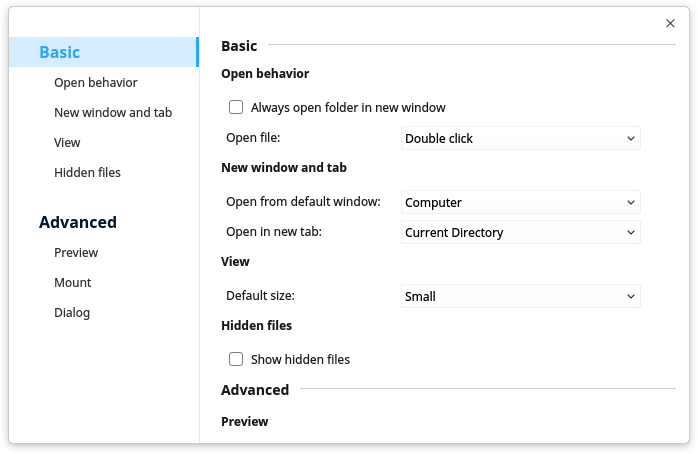 Basic
Open behavior
New window and tab
View
Hidden files
Advanced
Preview
Mount
Dialog
Basic
Open behavior
Always open folder in new window
Open file: Double click
New window and tab
Open from default window: Computer
Open in new tab: Current Directory
View
Default size: Small
Hidden files
Show hidden files
Advanced
Preview